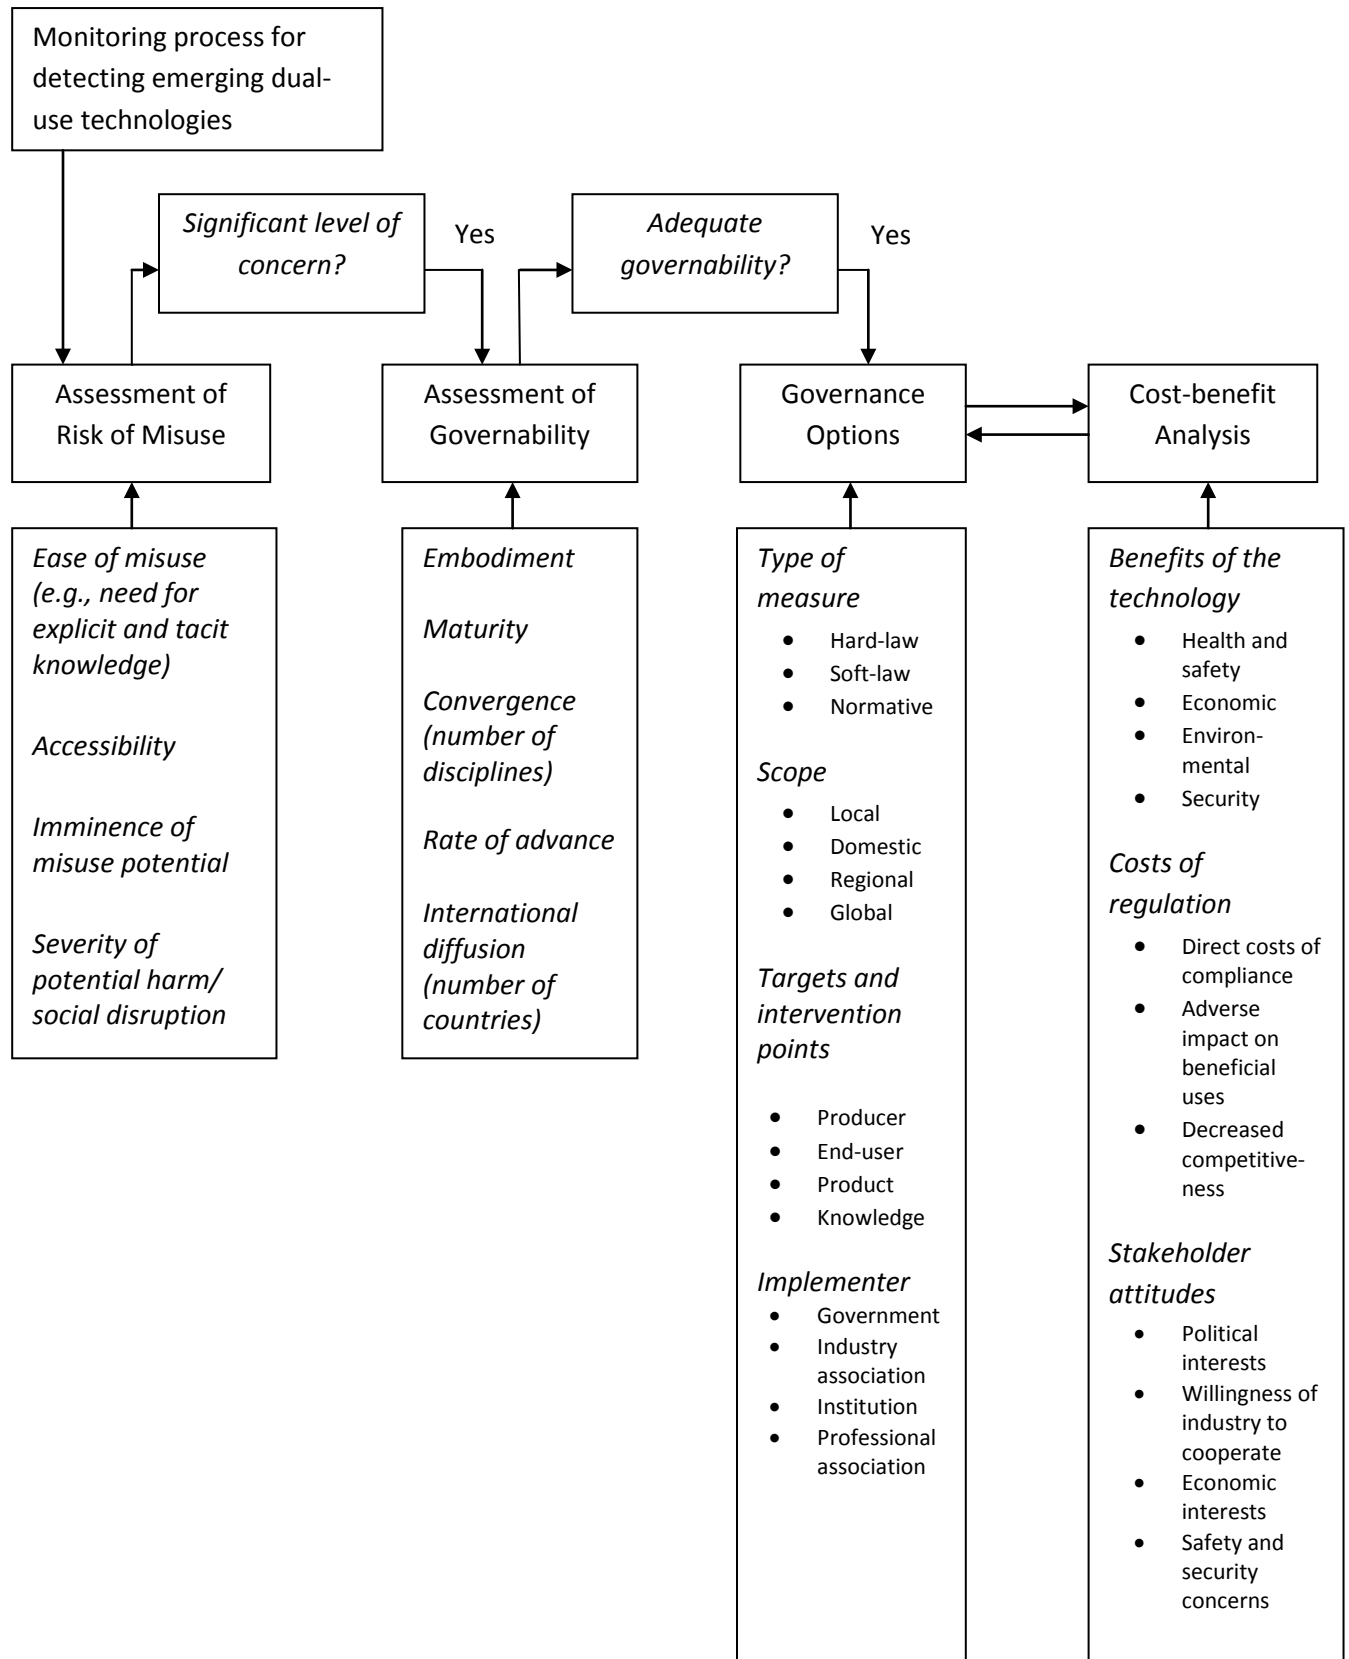 Monitoring process for
detecting emerging dual-
use technologies
Significant level of
concern?
Yes
Adequate
governability?
Yes
Assessment of
Risk of Misuse
Assessment of
Governability
Governance
Options
Cost-benefit
Analysis
Ease of misuse
(e.g., need for
explicit and tacit
knowledge)
Accessibility
Imminence of
misuse potential
Severity of
potential harm/
social disruption
Embodiment
Maturity
Convergence
(number of
disciplines)
Rate of advance
International
diffusion
(number of
countries)
Type of
measure
• Hard-law
• Soft-law
• Normative
Scope
• Local
• Domestic
• Regional
• Global
Targets and
intervention
points
• Producer
• End-user
• Product
• Knowledge
Implementer
• Government
• Industry
association
• Institution
• Professional
association
Benefits of the
technology
• Health and
safety
• Economic
• Environ-
mental
• Security
Costs of
regulation
• Direct costs of
compliance
• Adverse
impact on
beneficial
uses
• Decreased
competitive-
ness
Stakeholder
attitudes
• Political
interests
• Willingness of
industry to
cooperate
• Economic
interests
• Safety and
security
concerns